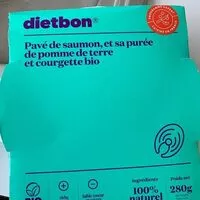 dietbon®
Pavé de saumon, et sa purée
de pomme de terre
et courgette bio
Ingrédients
Poids net
100%
naturel
280g
BIO